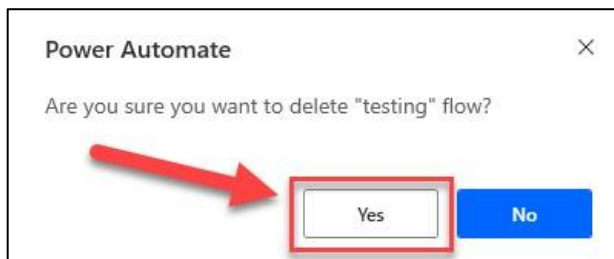 Power Automate
Are you sure you want to delete "testing" flow?
Yes No